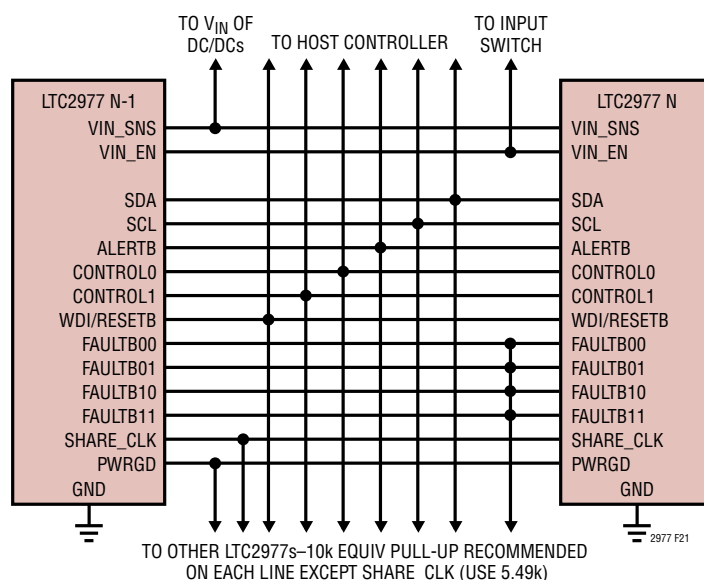 TO VIN OF
DC/DCs
TO HOST CONTROLLER
TO INPUT
SWITCH
LTC2977 N-1
VIN_SNS
VIN_EN
SDA
SCL
ALERTB
CONTROL0
CONTROL1
WDI/RESETB
FAULTB00
FAULTB01
FAULTB10
FAULTB11
SHARE_CLK
PWRGD
GND
LTC2977 N
VIN_SNS
VIN_EN
SDA
SCL
ALERTB
CONTROL0
CONTROL1
WDI/RESETB
FAULTB00
FAULTB01
FAULTB10
FAULTB11
SHARE_CLK
PWRGD
GND
2977 F21
TO OTHER LTC2977s–10k EQUIV PULL-UP RECOMMENDED
ON EACH LINE EXCEPT SHARE_CLK (USE 5.49k)